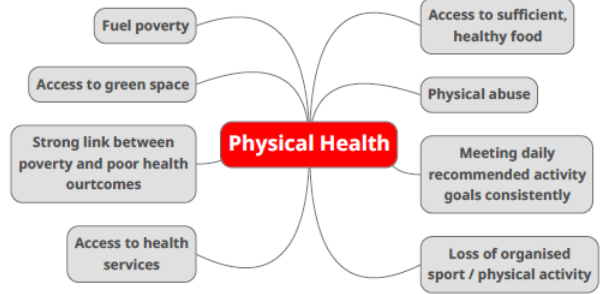 Fuel poverty
Access to green space
Strong link between
poverty and poor health
ourtcomes
Access to health
services
Physical Health
Access to sufficient,
healthy food
Physical abuse
Meeting daily
recommended activity
goals consistently
Loss of organised
sport / physical activity